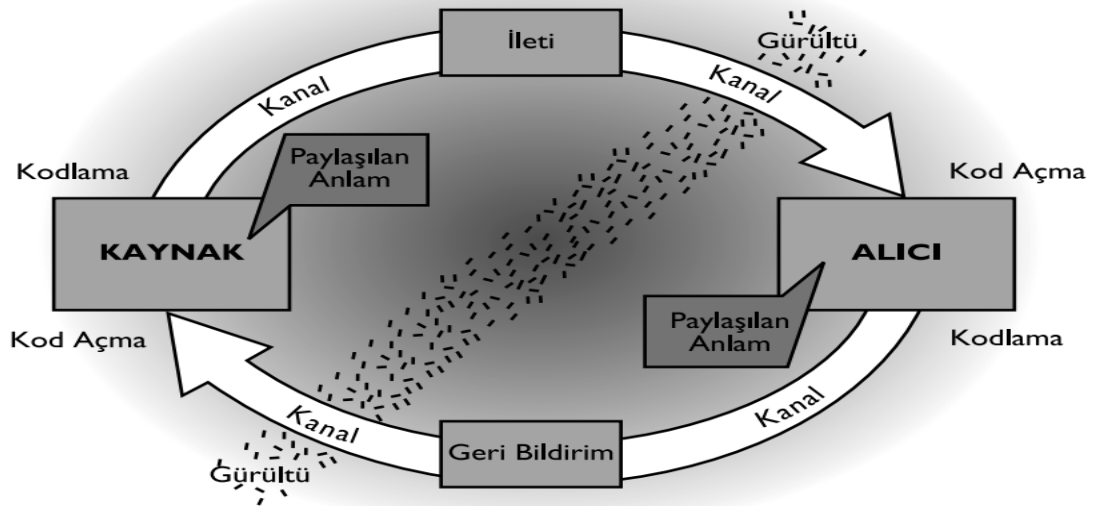 İleti
Gürültü
Kanal
Kanal
Kodlama
Paylaşılan
Anlam
Kod Açma
KAYNAK
ALICI
Kod Açma
Paylaşılan
Anlam
Kodlama
Kanal
Kanal
Geri Bildirim
Gürültü